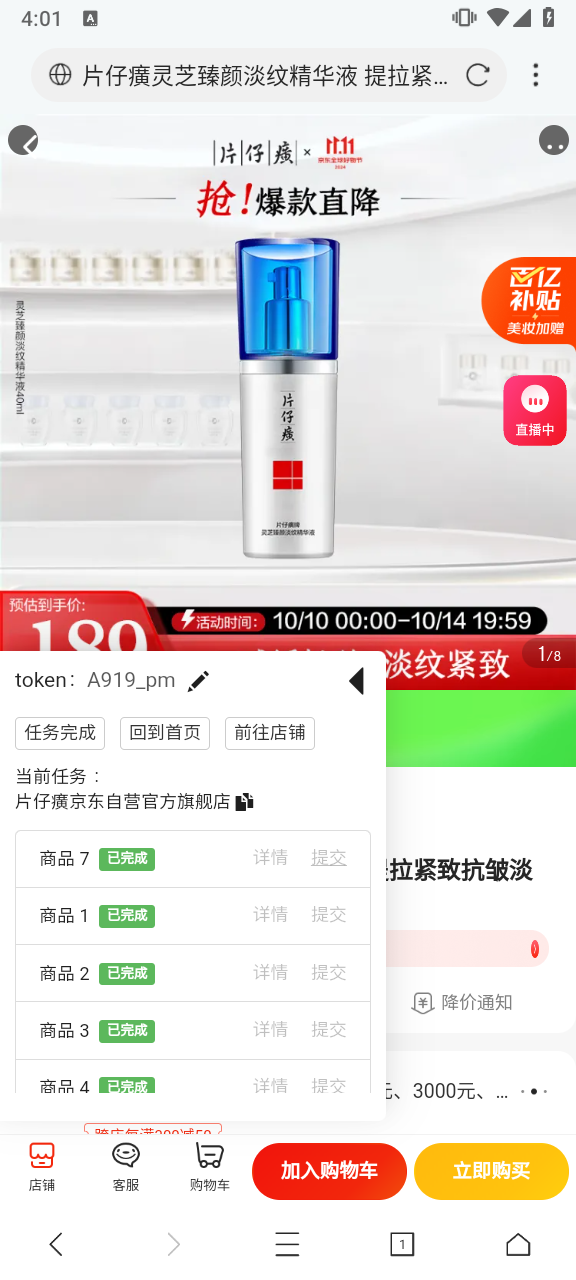 4:01 A
片仔癀灵芝臻颜淡纹精华液 提拉紧...
片仔癀 × 11.11
京东全球好物节
2024
抢！爆款直降
百亿
补贴
美妆加赠
灵芝臻颜淡纹精华液40ml
直播中
片仔癀
片仔癀牌
灵芝臻颜淡纹精华液
预估到手价:
活动时间: 10/10 00:00-10/14 19:59
189
淡纹紧致
1/8
token: A919_pm
任务完成 回到首页 前往店铺
当前任务：
片仔癀京东自营官方旗舰店
商品 7 已完成 详情 提交
提拉紧致抗皱淡
商品 1 已完成 详情 提交
商品 2 已完成 详情 提交
降价通知
商品 3 已完成 详情 提交
商品 4 已完成 详情 提交
元、3000元、...
跨店每满300减50
店铺 客服 购物车 加入购物车 立即购买
1